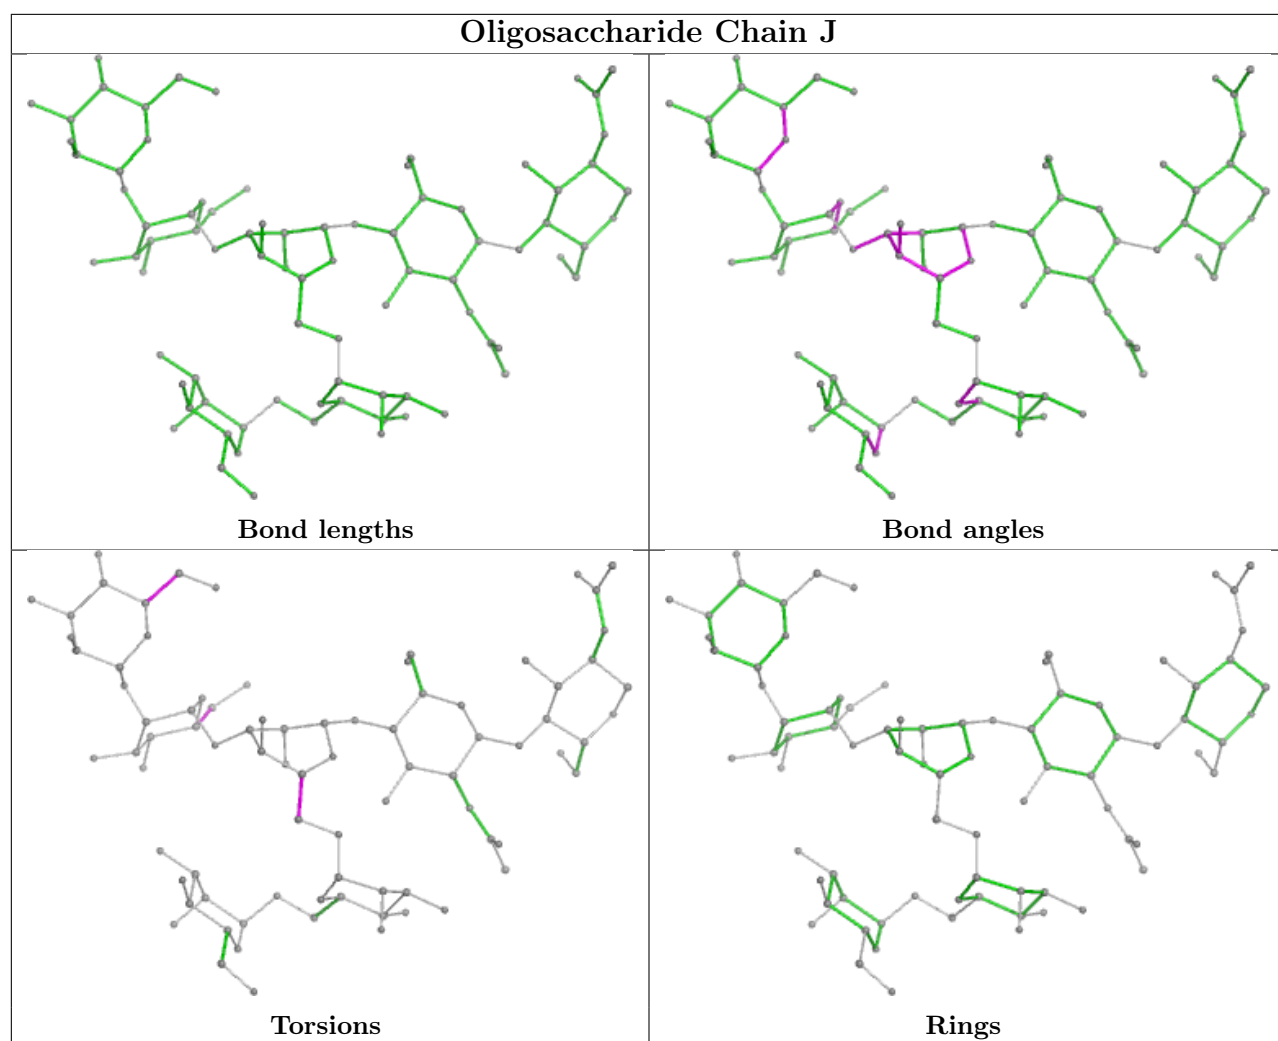 Oligosaccharide Chain J
Bond lengths
Bond angles
Torsions
Rings